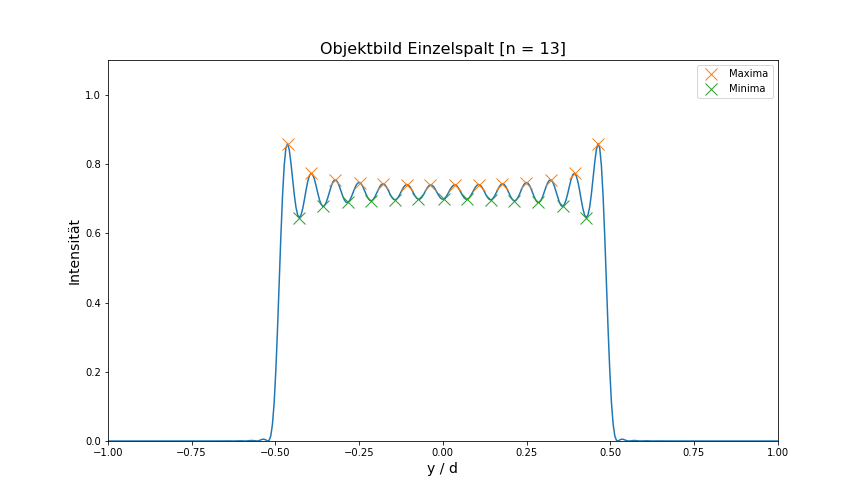 Objektbild Einzelspalt [n = 13]
Maxima
Minima
Intensität
1.0
0.8
0.6
0.4
0.2
0.0
−1.00 −0.75 −0.50 −0.25 0.00 0.25 0.50 0.75 1.00
y / d